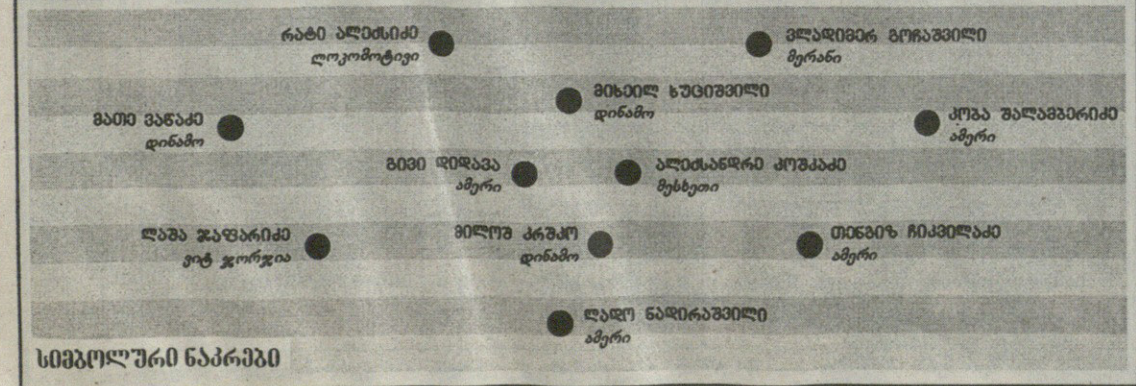 რატი ალექსიძე
ლოკომოტივი
ვლადიმერ გოჩაშვილი
მერანი
მიხეილ ხუციშვილი
დინამო
მათე ვაწაძე
დინამო
კობა შალამბერიძე
ამერი
გივი დიდავა
ამერი
ალექსანდრე კოშკაძე
მესხეთი
ლაშა ჯაფარიძე
ვიტ ჯორჯია
მილოშ კრშკო
დინამო
თენგიზ ჩიკვილაძე
ამერი
ლადო ნადირაშვილი
ამერი
სიმბოლური ნაკრები